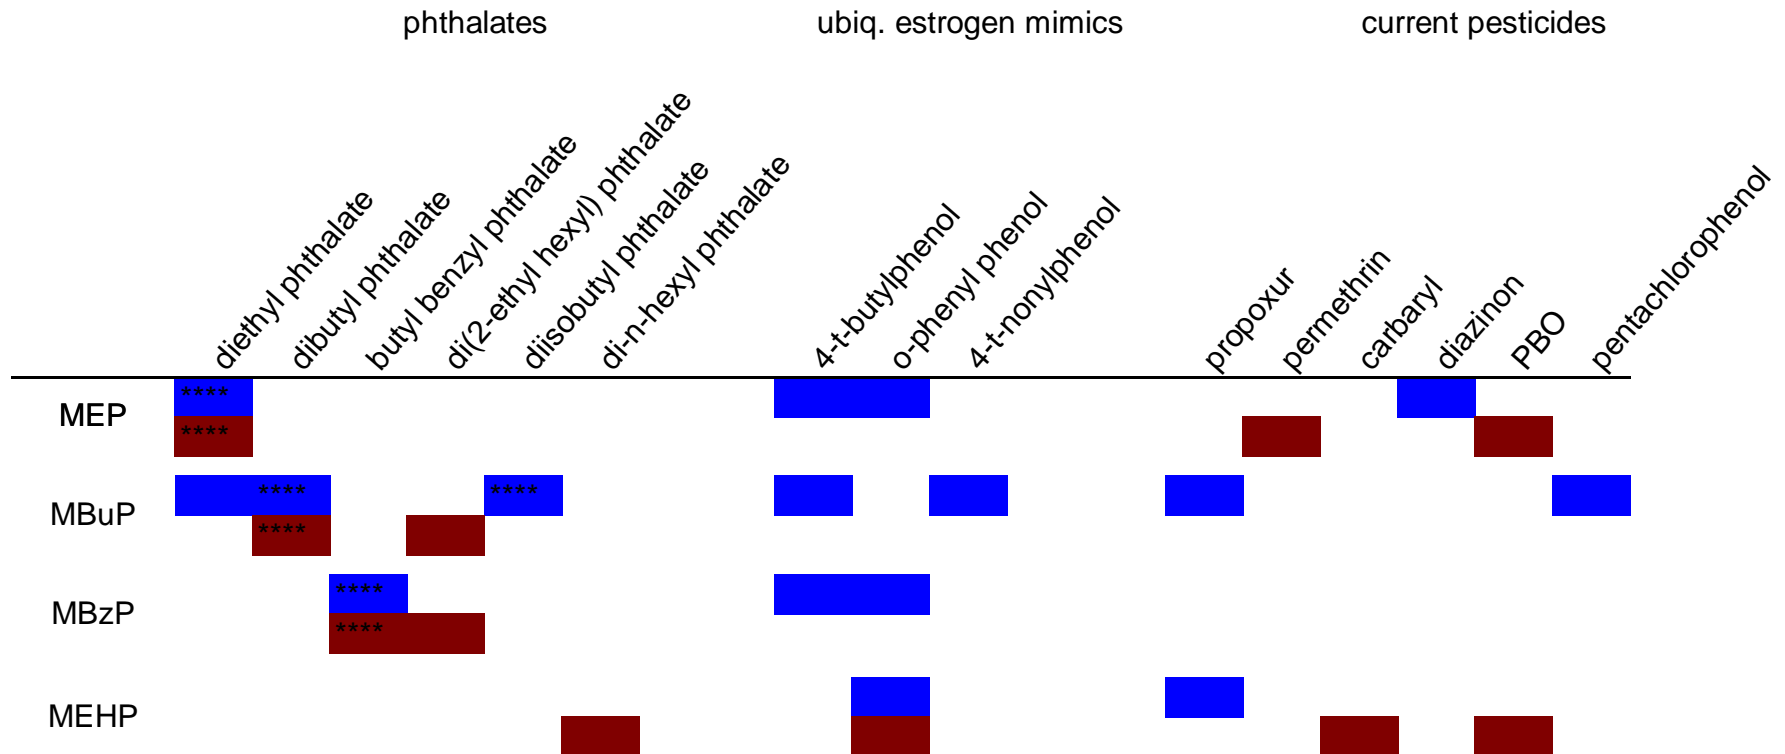 phthalates ubiq. estrogen mimics current pesticides
diethyl phthalate
dibutyl phthalate
butyl benzyl phthalate
di(2-ethyl hexyl) phthalate
diisobutyl phthalate
di-n-hexyl phthalate
4-t-butylphenol
o-phenyl phenol
4-t-nonylphenol
propoxur
permethrin
carbaryl
diazinon
PBO
pentachlorophenol
****
MEP
****
**** ****
MBuP
****
****
MBzP
****
MEHP